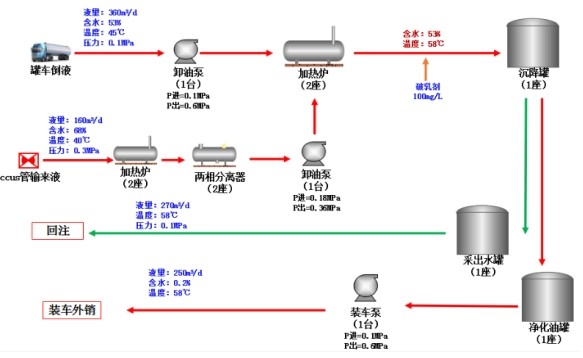 液量：360m³/d
含水：53%
温度：45℃
压力：0.1MPa
罐车倒液
卸油泵
（1台）
P进=0.1MPa
P出=0.6MPa
加热炉
（2座）
含水：53%
温度：58℃
破乳剂
100mg/L
沉降罐
（1座）
液量：160m³/d
含水：68%
温度：40℃
压力：0.3MPa
ccus管输来液
加热炉
（2座）
两相分离器
（2座）
卸油泵
（1台）
P进=0.18MPa
P出=0.36MPa
液量：270m³/d
温度：58℃
压力：0.1MPa
回注
采出水罐
（1座）
液量：250m³/d
含水：0.2%
温度：58℃
装车外销
装车泵
（1台）
P进=0.1MPa
P出=0.6MPa
净化油罐
（1座）